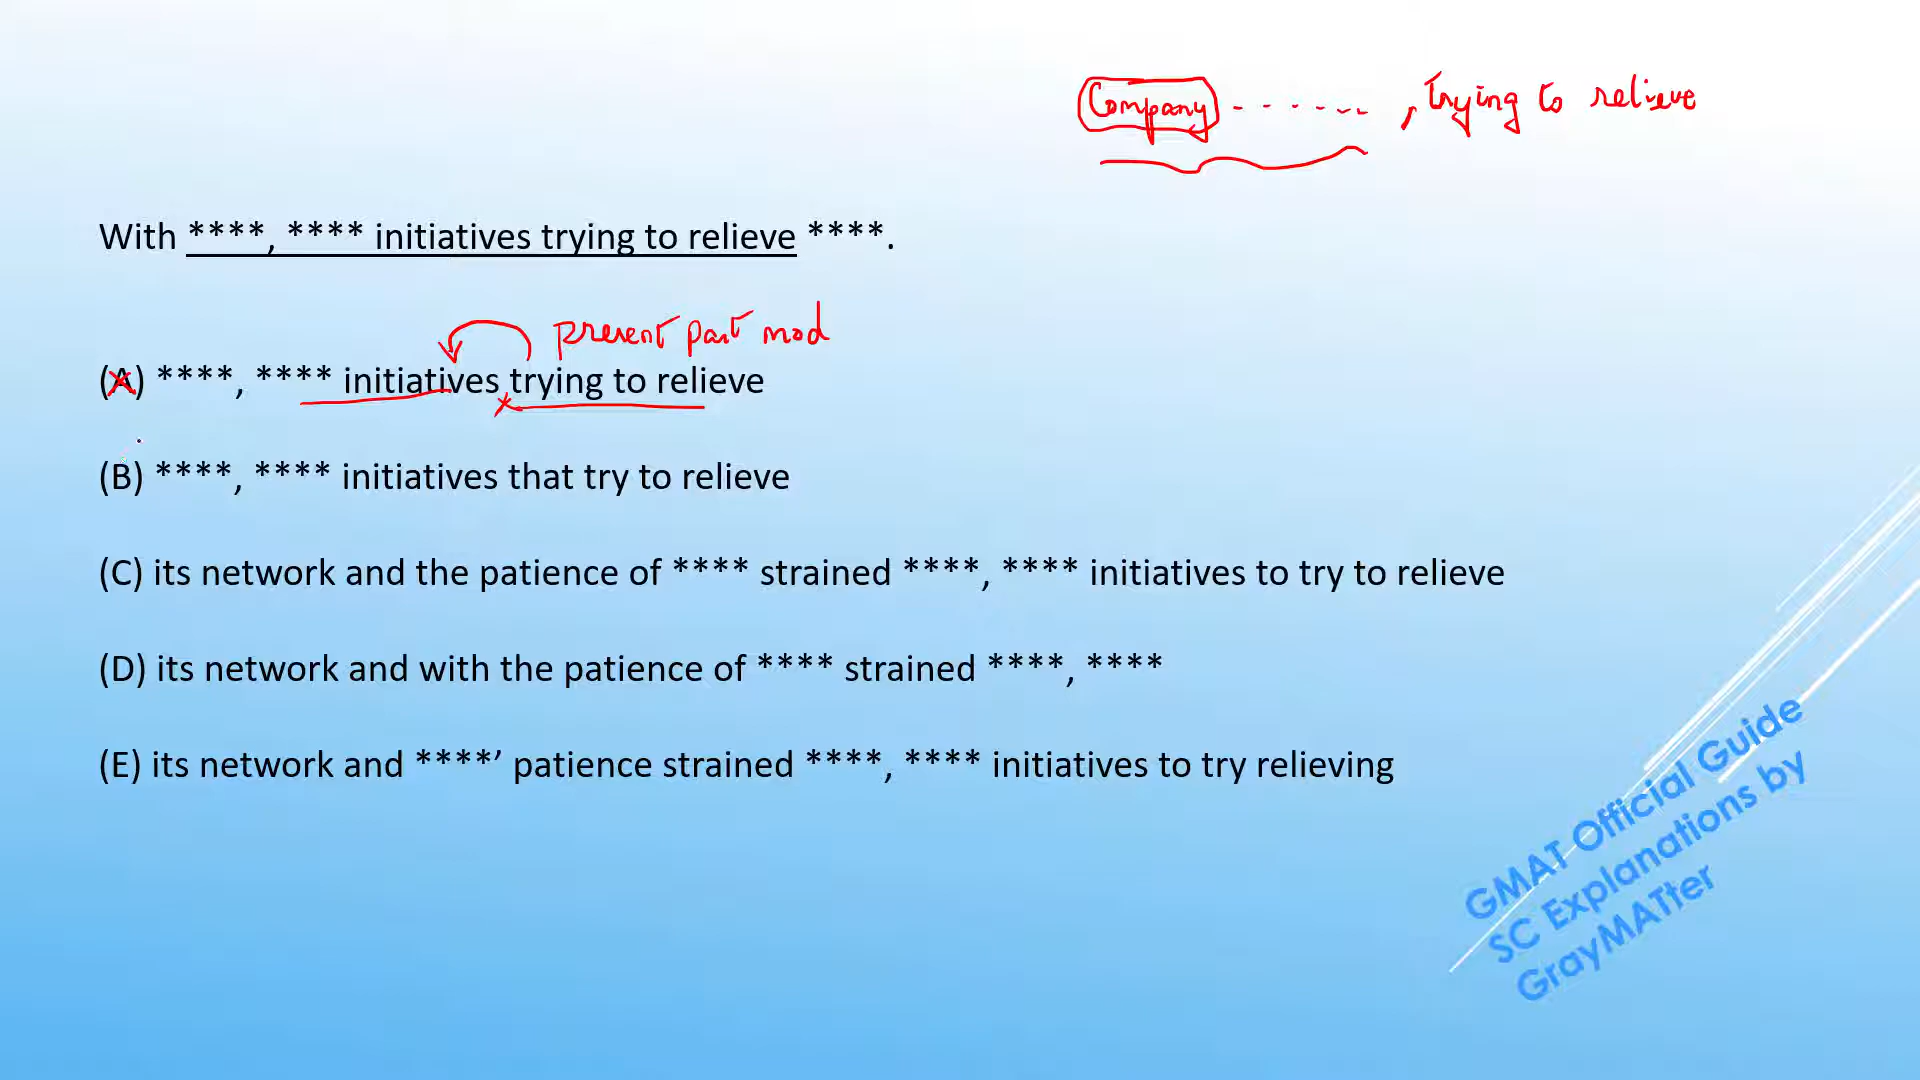 Company ------ , Trying to relieve
With ****, **** initiatives trying to relieve ****.
present part mod
(A) ****, **** initiatives trying to relieve
(B) ****, **** initiatives that try to relieve
(C) its network and the patience of **** strained ****, **** initiatives to try to relieve
(D) its network and with the patience of **** strained ****, ****
(E) its network and ****’ patience strained ****, **** initiatives to try relieving
GMAT Official Guide
SC Explanations by
GrayMATter